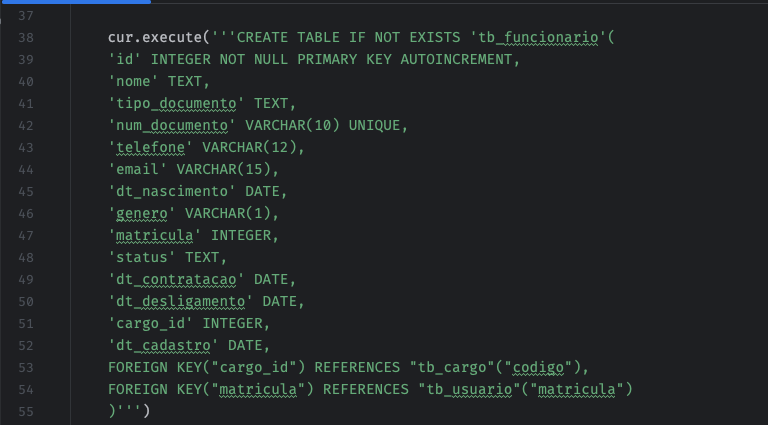 37
38 cur.execute('''CREATE TABLE IF NOT EXISTS 'tb_funcionario'(
39 'id' INTEGER NOT NULL PRIMARY KEY AUTOINCREMENT,
40 'nome' TEXT,
41 'tipo_documento' TEXT,
42 'num_documento' VARCHAR(10) UNIQUE,
43 'telefone' VARCHAR(12),
44 'email' VARCHAR(15),
45 'dt_nascimento' DATE,
46 'genero' VARCHAR(1),
47 'matricula' INTEGER,
48 'status' TEXT,
49 'dt_contratacao' DATE,
50 'dt_desligamento' DATE,
51 'cargo_id' INTEGER,
52 'dt_cadastro' DATE,
53 FOREIGN KEY("cargo_id") REFERENCES "tb_cargo"("codigo"),
54 FOREIGN KEY("matricula") REFERENCES "tb_usuario"("matricula")
55 )''')